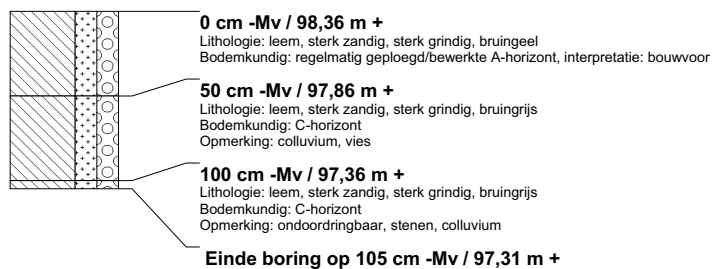 0 cm -Mv / 98,36 m +
Lithologie: leem, sterk zandig, sterk grindig, bruingeel
Bodemkundig: regelmatig geploegd/bewerkte A-horizont, interpretatie: bouwvoor
50 cm -Mv / 97,86 m +
Lithologie: leem, sterk zandig, sterk grindig, bruingrijs
Bodemkundig: C-horizont
Opmerking: colluvium, vies
100 cm -Mv / 97,36 m +
Lithologie: leem, sterk zandig, sterk grindig, bruingrijs
Bodemkundig: C-horizont
Opmerking: ondoordringbaar, stenen, colluvium
Einde boring op 105 cm -Mv / 97,31 m +